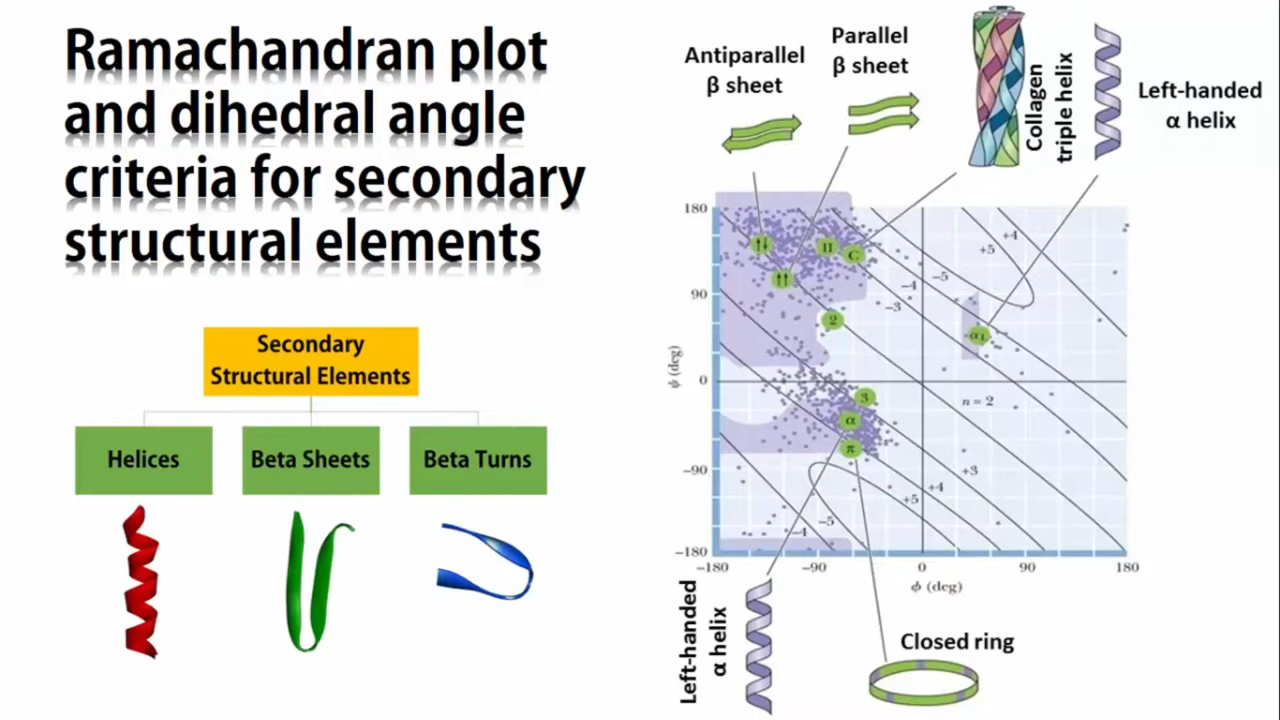 Ramachandran plot
and dihedral angle
criteria for secondary
structural elements
Secondary
Structural Elements
Helices
Beta Sheets
Beta Turns
Antiparallel
β sheet
Parallel
β sheet
Collagen
triple helix
Left-handed
α helix
180
90
0
−90
−180
ψ (deg)
−180
−90
0
90
180
ϕ (deg)
II
C
2
αL
3
α
π
+4
+5
−5
−4
−3
n = 2
+3
+4
+5
−5
−4
Left-handed
α helix
Closed ring